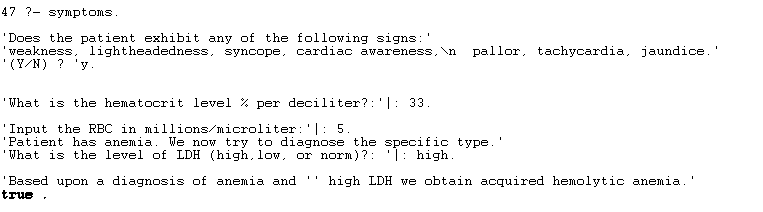 47 ?- symptoms.
'Does the patient exhibit any of the following signs:'
'weakness, lightheadedness, syncope, cardiac awareness,\n  pallor, tachycardia, jaundice.'
'(Y/N) ? 'y.
'What is the hematocrit level % per deciliter?:'|: 33.
'Input the RBC in millions/microliter:'|: 5.
'Patient has anemia. We now try to diagnose the specific type.'
'What is the level of LDH (high,low, or norm)?: '|: high.
'Based upon a diagnosis of anemia and '' high LDH we obtain acquired hemolytic anemia.'
true .